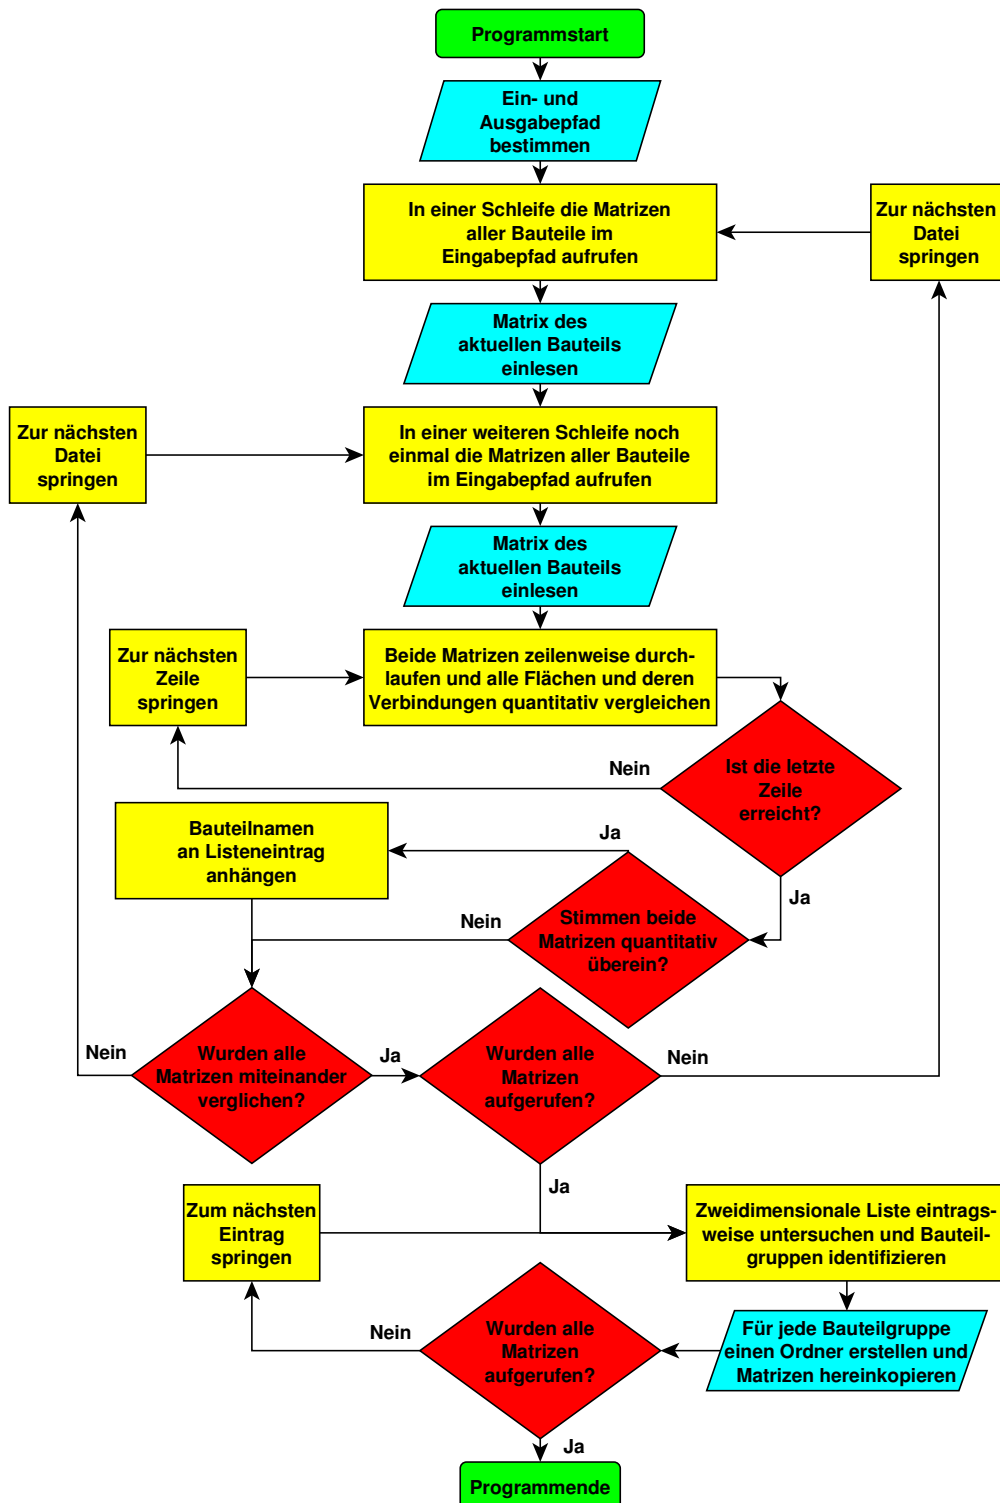 Programmstart
Ein- und
Ausgabepfad
bestimmen
In einer Schleife die Matrizen
aller Bauteile im
Eingabepfad aufrufen
Zur nächsten
Datei
springen
Matrix des
aktuellen Bauteils
einlesen
Zur nächsten
Datei
springen
In einer weiteren Schleife noch
einmal die Matrizen aller Bauteile
im Eingabepfad aufrufen
Matrix des
aktuellen Bauteils
einlesen
Zur nächsten
Zeile
springen
Beide Matrizen zeilenweise durch-
laufen und alle Flächen und deren
Verbindungen quantitativ vergleichen
Nein
Ist die letzte
Zeile
erreicht?
Bauteilnamen
an Listeneintrag
anhängen
Ja
Ja
Nein
Stimmen beide
Matrizen quantitativ
überein?
Nein
Wurden alle
Matrizen miteinander
verglichen?
Ja
Wurden alle
Matrizen
aufgerufen?
Nein
Ja
Zum nächsten
Eintrag
springen
Zweidimensionale Liste eintrags-
weise untersuchen und Bauteil-
gruppen identifizieren
Nein
Wurden alle
Matrizen
aufgerufen?
Für jede Bauteilgruppe
einen Ordner erstellen und
Matrizen hereinkopieren
Ja
Programmende